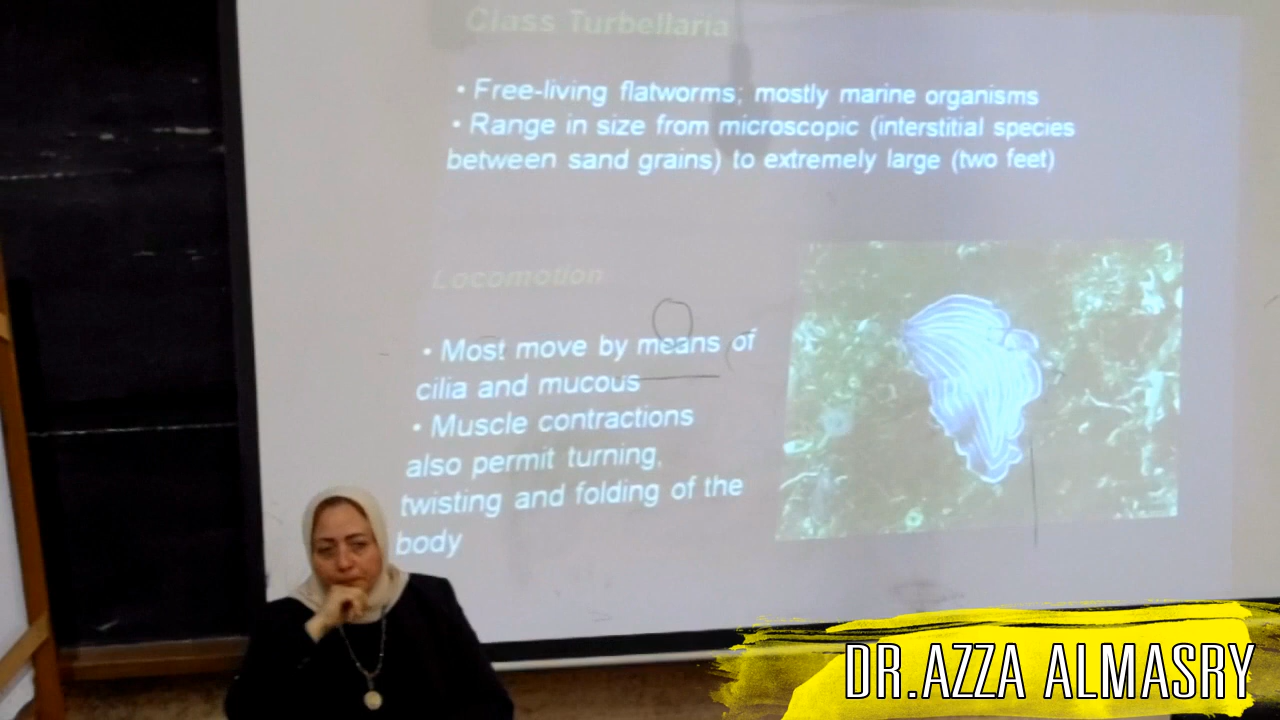 Class Turbellaria
• Free-living flatworms; mostly marine organisms
• Range in size from microscopic (interstitial species
between sand grains) to extremely large (two feet)
Locomotion
• Most move by means of
cilia and mucous
• Muscle contractions
also permit turning,
twisting and folding of the
body
DR.AZZA ALMASRY